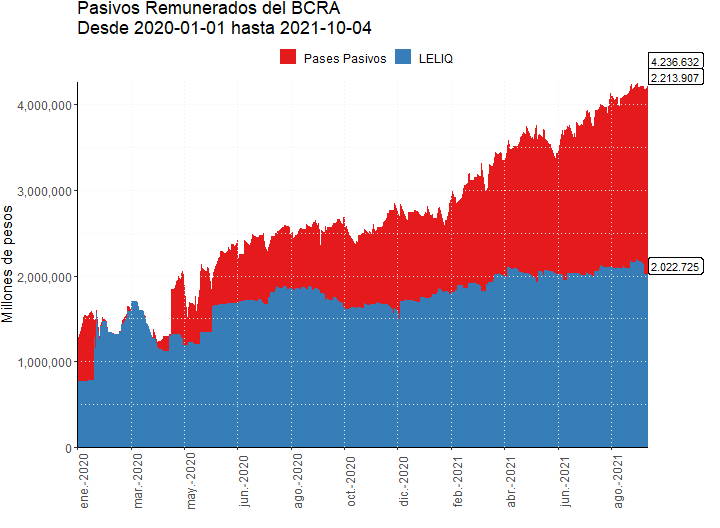 Pasivos Remunerados del BCRA
Desde 2020-01-01 hasta 2021-10-04
Pases Pasivos
LELIQ
4.236.632
2.213.907
2.022.725
Millones de pesos
4,000,000
3,000,000
2,000,000
1,000,000
0
ene.-2020
mar.-2020
may.-2020
jun.-2020
ago.-2020
oct.-2020
dic.-2020
feb.-2021
abr.-2021
jun.-2021
ago.-2021